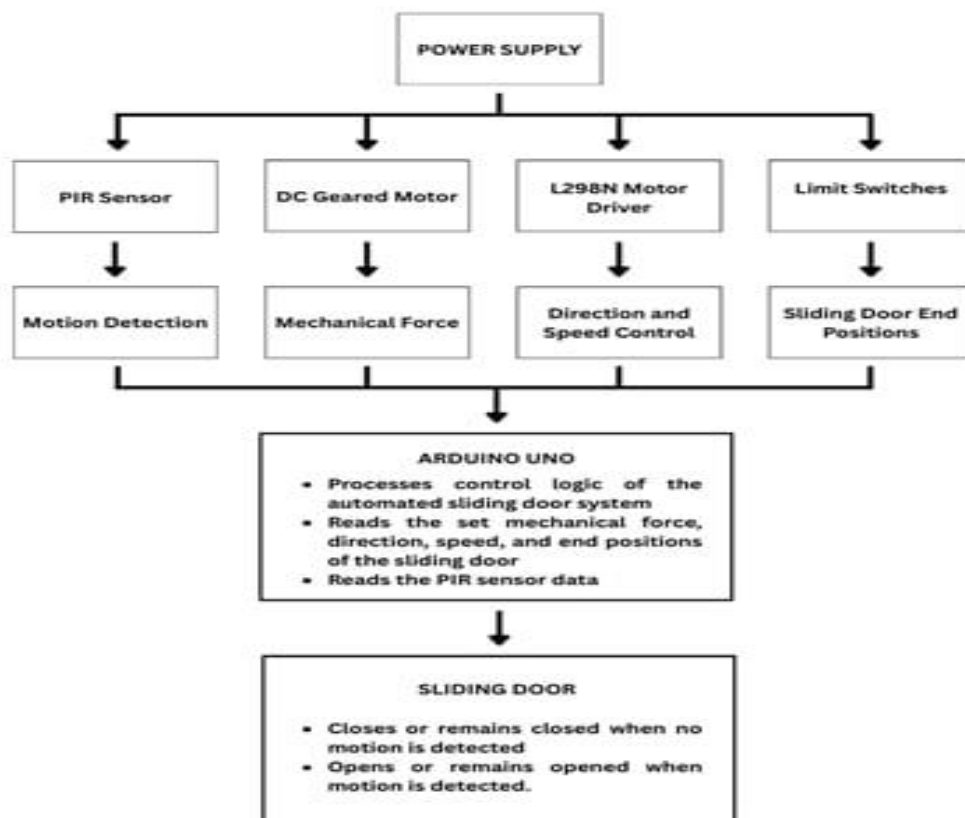 POWER SUPPLY
PIR Sensor
DC Geared Motor
L298N Motor
Driver
Limit Switches
Motion Detection
Mechanical Force
Direction and
Speed Control
Sliding Door End
Positions
ARDUINO UNO
• Processes control logic of the
automated sliding door system
• Reads the set mechanical force,
direction, speed, and end positions
of the sliding door
• Reads the PIR sensor data
SLIDING DOOR
• Closes or remains closed when no
motion is detected
• Opens or remains opened when
motion is detected.